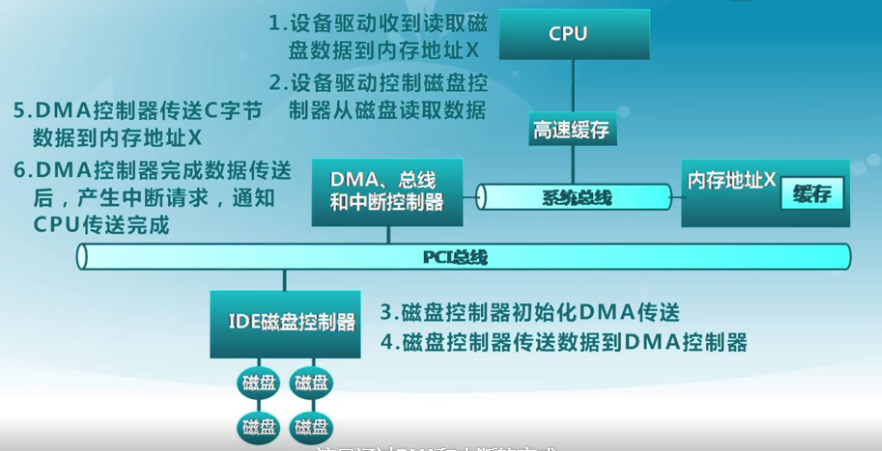 1.设备驱动收到读取磁
盘数据到内存地址X
2.设备驱动控制磁盘控
制器从磁盘读取数据
CPU
高速缓存
5.DMA控制器传送C字节
数据到内存地址X
6.DMA控制器完成数据传送
后，产生中断请求，通知
CPU传送完成
DMA、总线
和中断控制器
系统总线
内存地址X
缓存
PCI总线
IDE磁盘控制器
3.磁盘控制器初始化DMA传送
4.磁盘控制器传送数据到DMA控制器
磁盘
磁盘
磁盘
磁盘